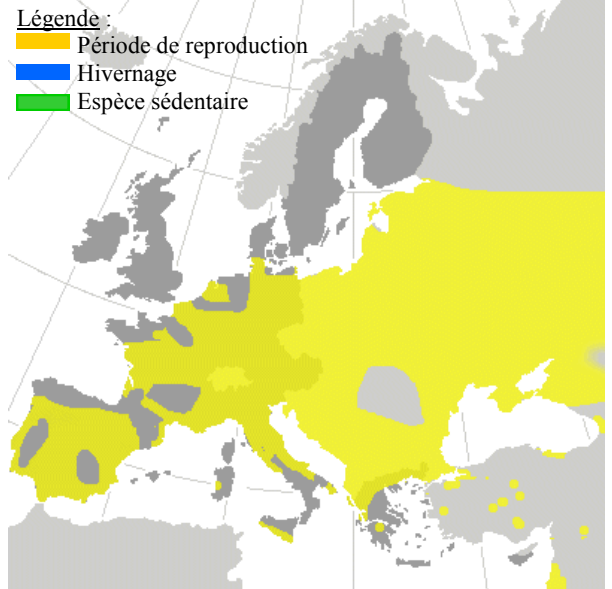 Légende :
Période de reproduction
Hivernage
Espèce sédentaire